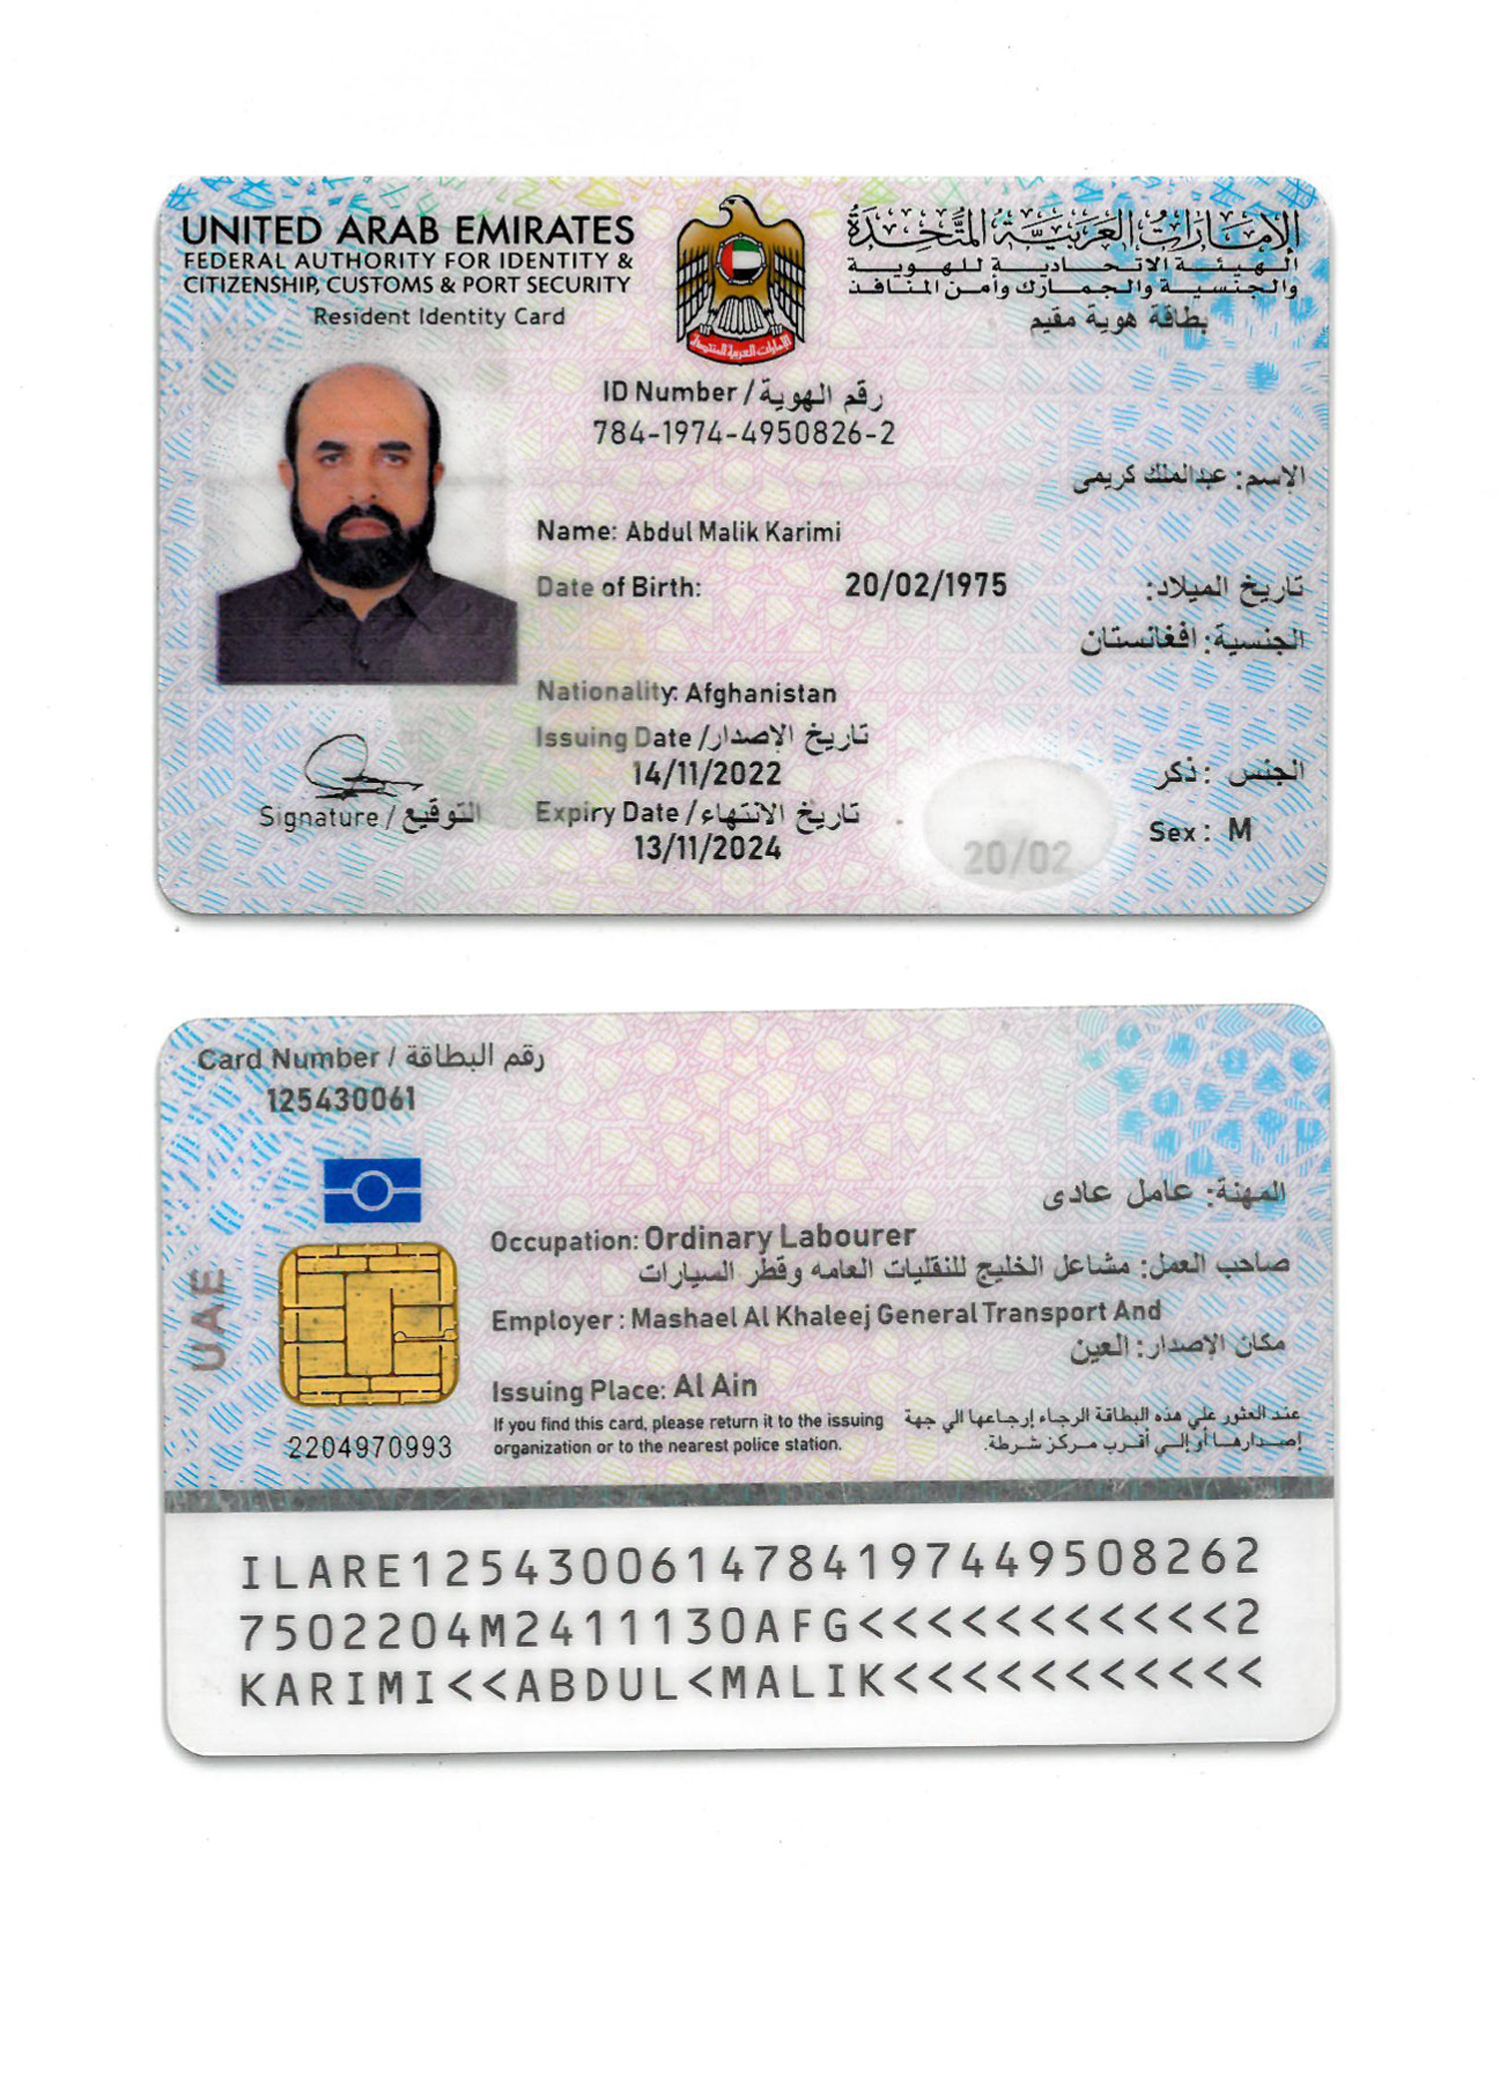 UNITED ARAB EMIRATES
FEDERAL AUTHORITY FOR IDENTITY &
CITIZENSHIP, CUSTOMS & PORT SECURITY
Resident Identity Card
الإمارات العربية المتحدة
الهيئة الاتحادية للهوية
والجنسية والجمارك وأمن المنافذ
بطاقة هوية مقيم
الإمارات العربية المتحدة
ID Number / رقم الهوية
784-1974-4950826-2
الإسم: عبدالملك كريمى
Name: Abdul Malik Karimi
Date of Birth: 20/02/1975 تاريخ الميلاد:
الجنسية: افغانستان
Nationality: Afghanistan
Issuing Date / تاريخ الإصدار
14/11/2022
الجنس : ذكر
Expiry Date / تاريخ الانتهاء
13/11/2024
Sex : M
20/02
Signature / التوقيع
Card Number / رقم البطاقة
125430061
المهنة: عامل عادى
Occupation: Ordinary Labourer
صاحب العمل: مشاعل الخليج للنقليات العامه وقطر السيارات
Employer : Mashael Al Khaleej General Transport And
مكان الإصدار: العين
Issuing Place: Al Ain
If you find this card, please return it to the issuing
organization or to the nearest police station.
عند العثور علي هذه البطاقة الرجاء إرجاعها الي جهة
إصدارها أو إلى أقرب مركز شرطة.
UAE
2204970993
ILARE1254300614784197449508262
7502204M2411130AFG<<<<<<<<<<<2
KARIMI<<ABDUL<MALIK<<<<<<<<<<<